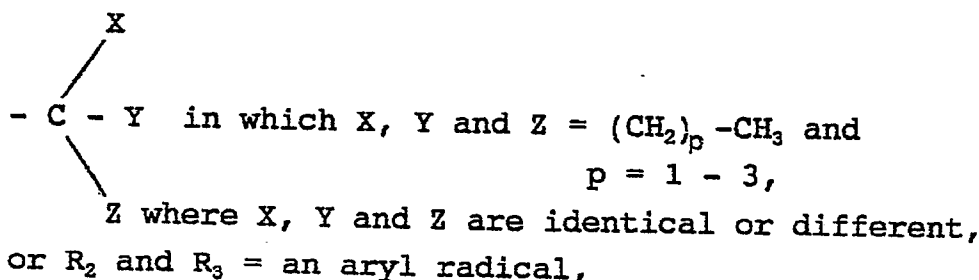 X
- C - Y in which X, Y and Z = (CH₂)ₚ -CH₃ and
p = 1 - 3,
Z where X, Y and Z are identical or different,
or R₂ and R₃ = an aryl radical,